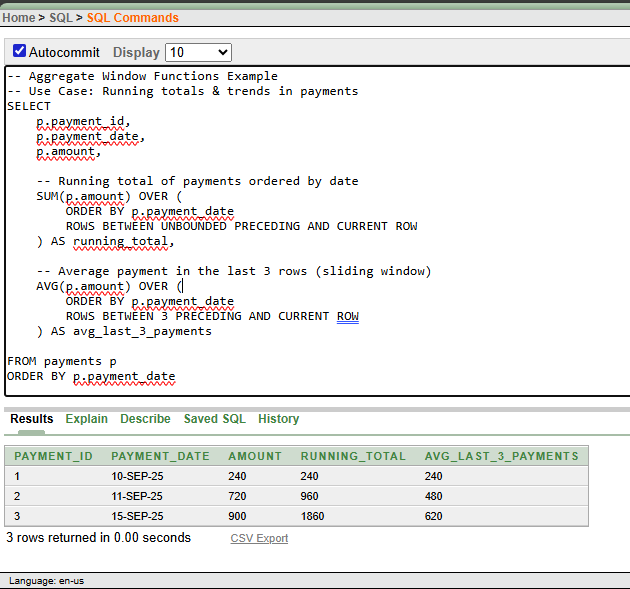 Home > SQL > SQL Commands
Autocommit Display 10
-- Aggregate Window Functions Example
-- Use Case: Running totals & trends in payments
SELECT
p.payment_id,
p.payment_date,
p.amount,
-- Running total of payments ordered by date
SUM(p.amount) OVER (
ORDER BY p.payment_date
ROWS BETWEEN UNBOUNDED PRECEDING AND CURRENT ROW
) AS running_total,
-- Average payment in the last 3 rows (sliding window)
AVG(p.amount) OVER (
ORDER BY p.payment_date
ROWS BETWEEN 3 PRECEDING AND CURRENT ROW
) AS avg_last_3_payments
FROM payments p
ORDER BY p.payment_date
Results Explain Describe Saved SQL History
PAYMENT_ID PAYMENT_DATE AMOUNT RUNNING_TOTAL AVG_LAST_3_PAYMENTS
1 10-SEP-25 240 240 240
2 11-SEP-25 720 960 480
3 15-SEP-25 900 1860 620
3 rows returned in 0.00 seconds CSV Export
Language: en-us